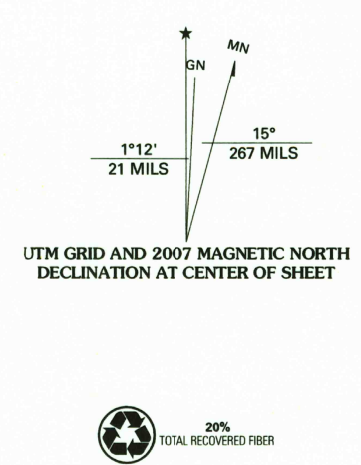 MN
GN
1°12'
21 MILS
15°
267 MILS
UTM GRID AND 2007 MAGNETIC NORTH
DECLINATION AT CENTER OF SHEET
20%
TOTAL RECOVERED FIBER